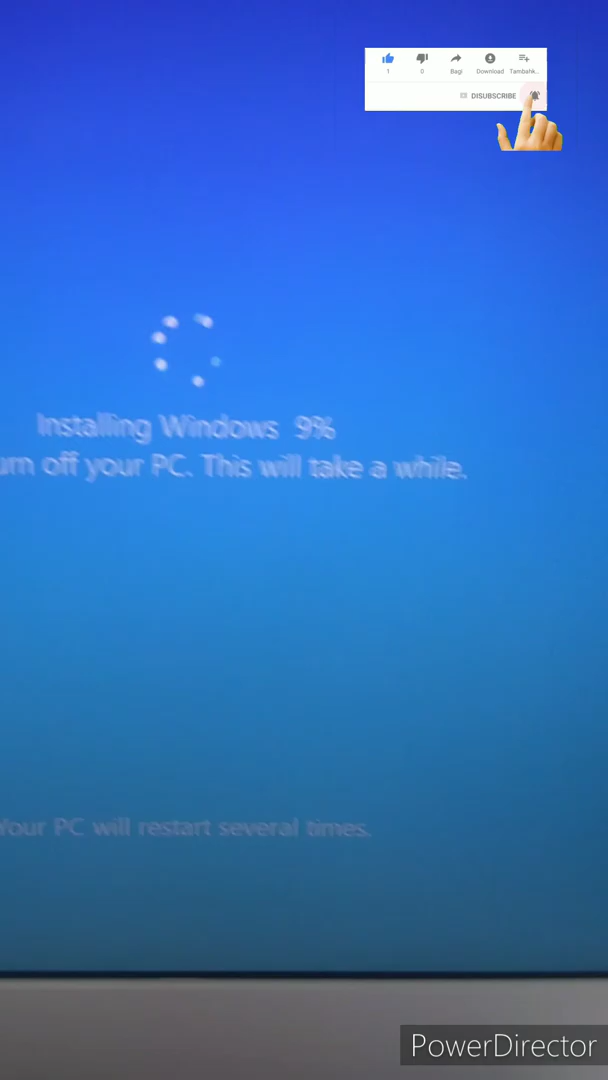 1 0 Bagi Download Tambahk...
DISUBSCRIBE
Installing Windows 9%
urn off your PC. This will take a while.
Your PC will restart several times.
PowerDirector